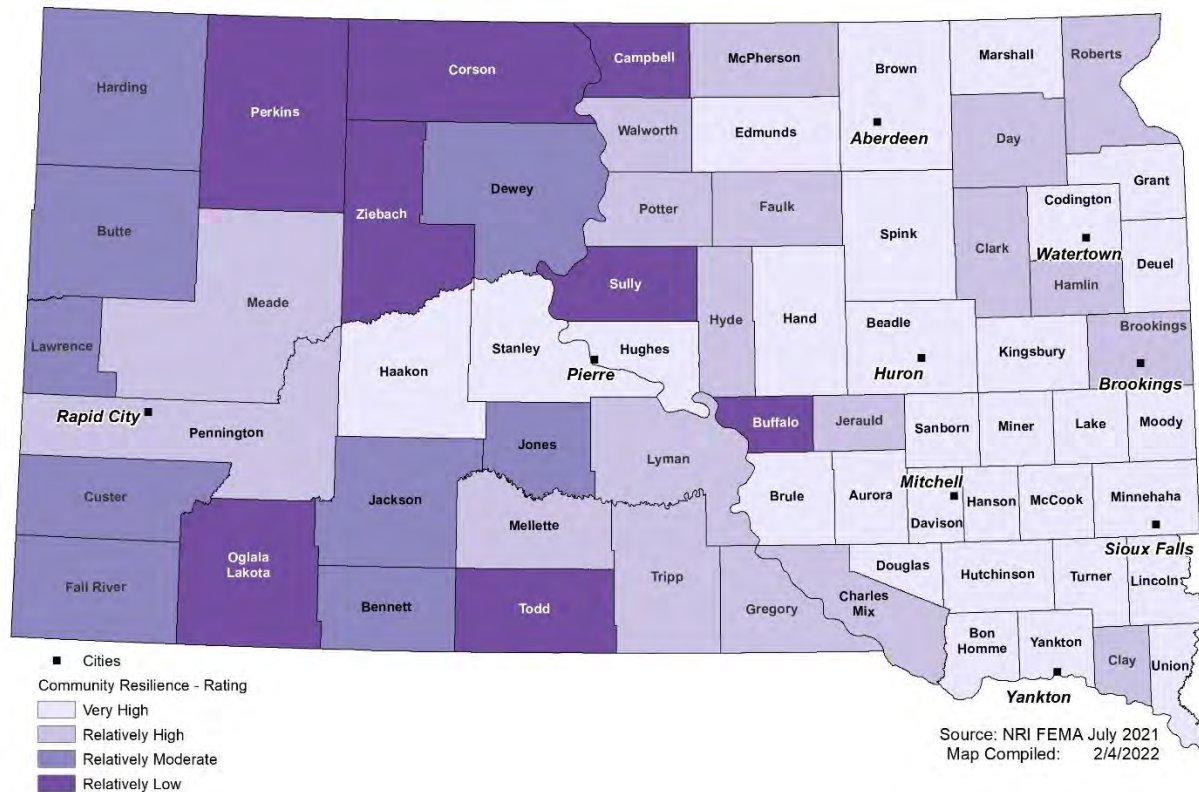 Harding
Perkins
Corson
Campbell
McPherson
Brown
Marshall
Roberts
Walworth
Edmunds
Aberdeen
Day
Butte
Ziebach
Dewey
Potter
Faulk
Spink
Clark
Codington
Grant
Watertown
Hamlin
Deuel
Meade
Sully
Hyde
Hand
Beadle
Kingsbury
Brookings
Lawrence
Haakon
Stanley
Hughes
Pierre
Huron
Brookings
Rapid City
Pennington
Jones
Lyman
Buffalo
Jerauld
Sanborn
Miner
Lake
Moody
Custer
Jackson
Mellette
Brule
Aurora
Mitchell
Davison
Hanson
McCook
Minnehaha
Sioux Falls
Fall River
Oglala
Lakota
Bennett
Todd
Tripp
Gregory
Charles
Mix
Douglas
Hutchinson
Turner
Lincoln
Bon
Homme
Yankton
Clay
Union
Yankton
Cities
Community Resilience - Rating
Very High
Relatively High
Relatively Moderate
Relatively Low
Source: NRI FEMA July 2021
Map Compiled: 2/4/2022